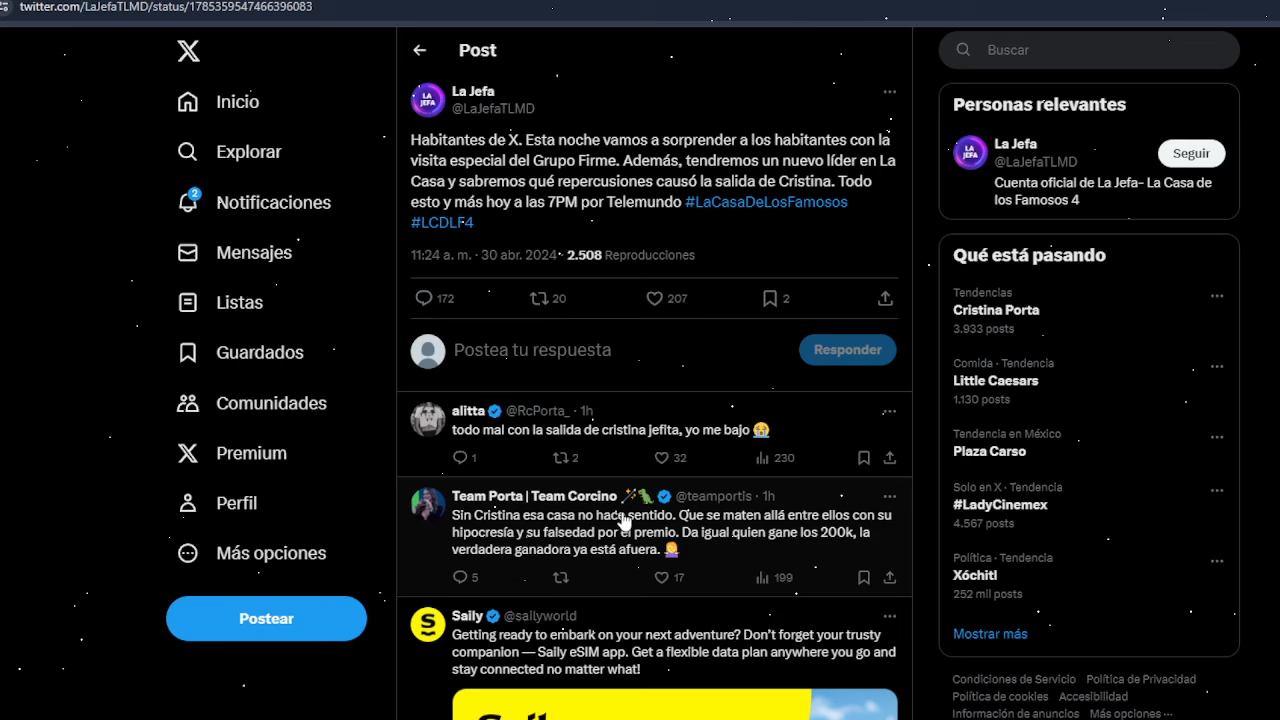 twitter.com/LaJefaTLMD/status/1785359547466396083
Inicio
Explorar
2
Notificaciones
Mensajes
Listas
Guardados
Comunidades
Premium
Perfil
Más opciones
Postear
Post
LA JEFA
La Jefa
@LaJefaTLMD
Habitantes de X. Esta noche vamos a sorprender a los habitantes con la
visita especial del Grupo Firme. Además, tendremos un nuevo líder en La
Casa y sabremos qué repercusiones causó la salida de Cristina. Todo
esto y más hoy a las 7PM por Telemundo #LaCasaDeLosFamosos
#LCDLF4
11:24 a. m. · 30 abr. 2024 · 2.508 Reproducciones
172 20 207 2
Postea tu respuesta
Responder
alitta @RcPorta_ · 1h
todo mal con la salida de cristina jefita, yo me bajo 😭
1 2 32 230
Team Porta | Team Corcino 🪄🦖 @teamportis · 1h
Sin Cristina esa casa no hace sentido. Que se maten allá entre ellos con su
hipocresía y su falsedad por el premio. Da igual quien gane los 200k, la
verdadera ganadora ya está afuera. 💆‍♀️
5 17 199
Saily @sailyworld
Getting ready to embark on your next adventure? Don't forget your trusty
companion — Saily eSIM app. Get a flexible data plan anywhere you go and
stay connected no matter what!
Saily
Buscar
Personas relevantes
LA JEFA
La Jefa
@LaJefaTLMD
Seguir
Cuenta oficial de La Jefa- La Casa de
los Famosos 4
Qué está pasando
Tendencias
Cristina Porta
3.933 posts
Comida · Tendencia
Little Caesars
1.130 posts
Tendencia en México
Plaza Carso
Solo en X · Tendencia
#LadyCinemex
4.567 posts
Política · Tendencia
Xóchitl
252 mil posts
Mostrar más
Condiciones de Servicio Política de Privacidad
Política de cookies Accesibilidad
Información de anuncios Más opciones ···